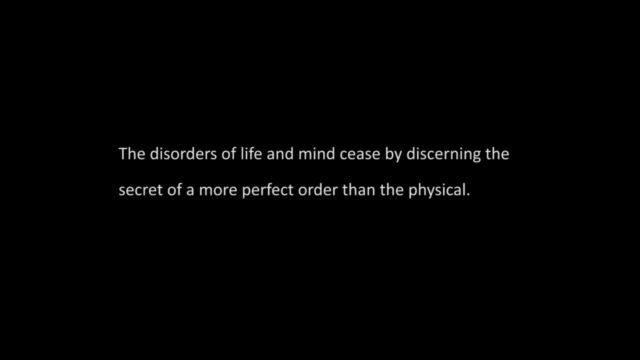 The disorders of life and mind cease by discerning the
secret of a more perfect order than the physical.